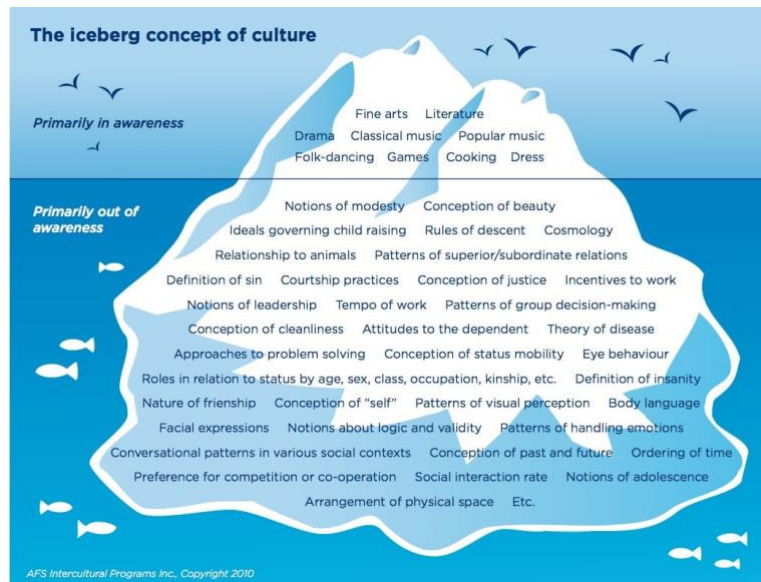 The iceberg concept of culture
Fine arts Literature
Primarily in awareness
Drama Classical music Popular music
Folk-dancing Games Cooking Dress
Primarily out of
awareness
Notions of modesty Conception of beauty
Ideals governing child raising Rules of descent Cosmology
Relationship to animals Patterns of superior/subordinate relations
Definition of sin Courtship practices Conception of justice Incentives to work
Notions of leadership Tempo of work Patterns of group decision-making
Conception of cleanliness Attitudes to the dependent Theory of disease
Approaches to problem solving Conception of status mobility Eye behaviour
Roles in relation to status by age, sex, class, occupation, kinship, etc. Definition of insanity
Nature of frienship Conception of "self" Patterns of visual perception Body language
Facial expressions Notions about logic and validity Patterns of handling emotions
Conversational patterns in various social contexts Conception of past and future Ordering of time
Preference for competition or co-operation Social interaction rate Notions of adolescence
Arrangement of physical space Etc.
AFS Intercultural Programs Inc., Copyright 2010